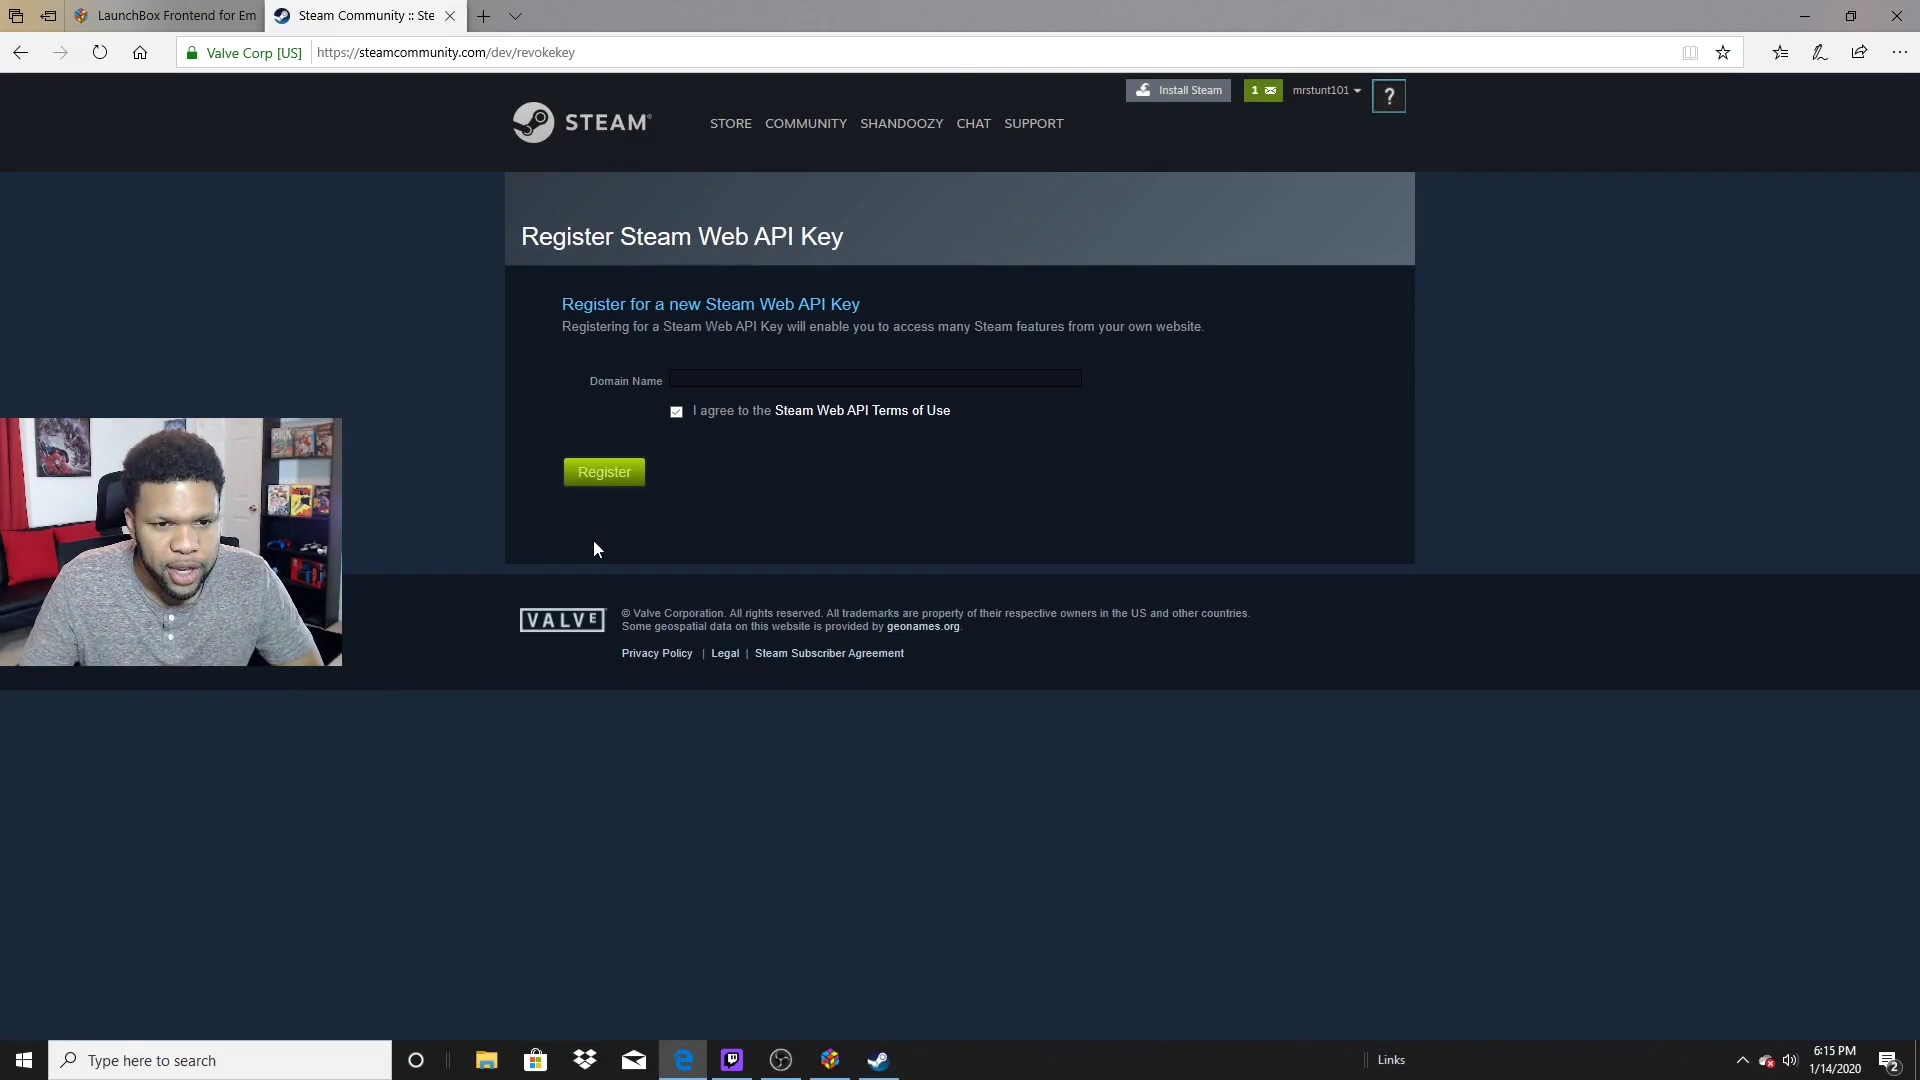 LaunchBox Frontend for Em
Steam Community :: Ste
Valve Corp [US]
https://steamcommunity.com/dev/revokekey
Install Steam
1
mrstunt101
?
STEAM®
STORE
COMMUNITY
SHANDOOZY
CHAT
SUPPORT
Register Steam Web API Key
Register for a new Steam Web API Key
Registering for a Steam Web API Key will enable you to access many Steam features from your own website.
Domain Name
I agree to the Steam Web API Terms of Use
Register
VALVE
© Valve Corporation. All rights reserved. All trademarks are property of their respective owners in the US and other countries.
Some geospatial data on this website is provided by geonames.org.
Privacy Policy | Legal | Steam Subscriber Agreement
Type here to search
Links
6:15 PM
1/14/2020
2